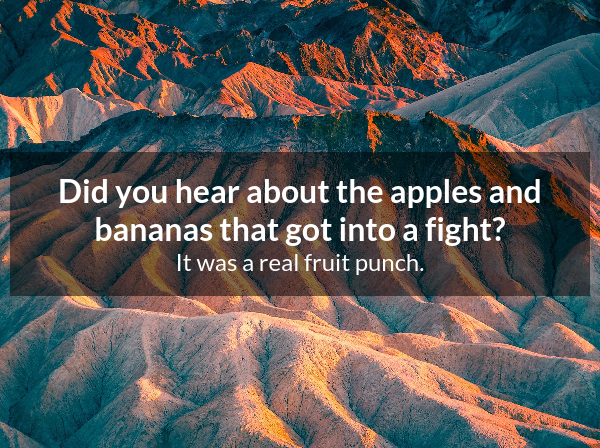 Did you hear about the apples and
bananas that got into a fight?
It was a real fruit punch.